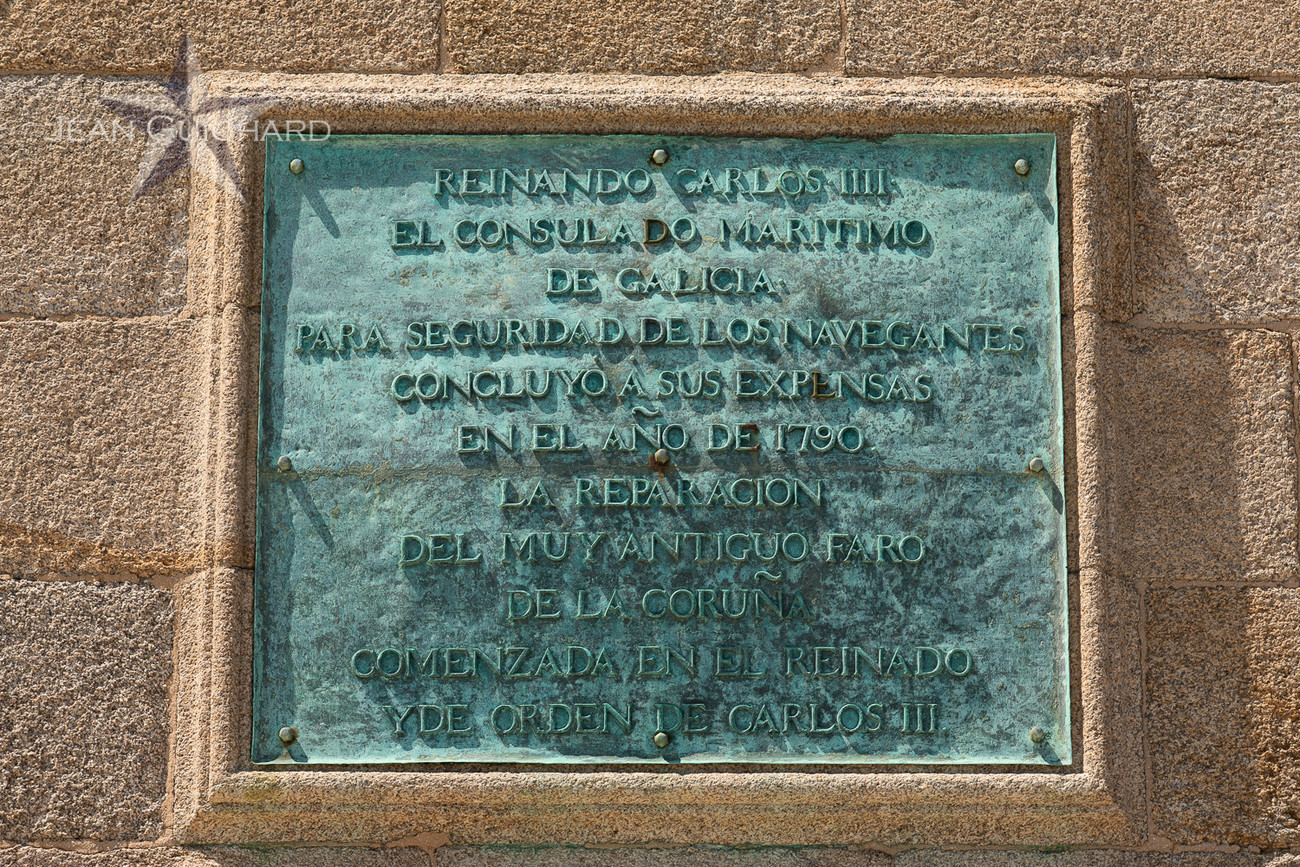 JEAN GUICHARD
REINANDO CARLOS IIII.
EL CONSULADO MARITIMO
DE GALICIA.
PARA SEGURIDAD DE LOS NAVEGANTES
CONCLUYÓ Á SUS EXPENSAS
EN EL AÑO DE 1790.
LA REPARACION
DEL MUY ANTIGUO FARO
DE LA CORUÑA
COMENZADA EN EL REINADO
Y DE ORDEN DE CARLOS III.